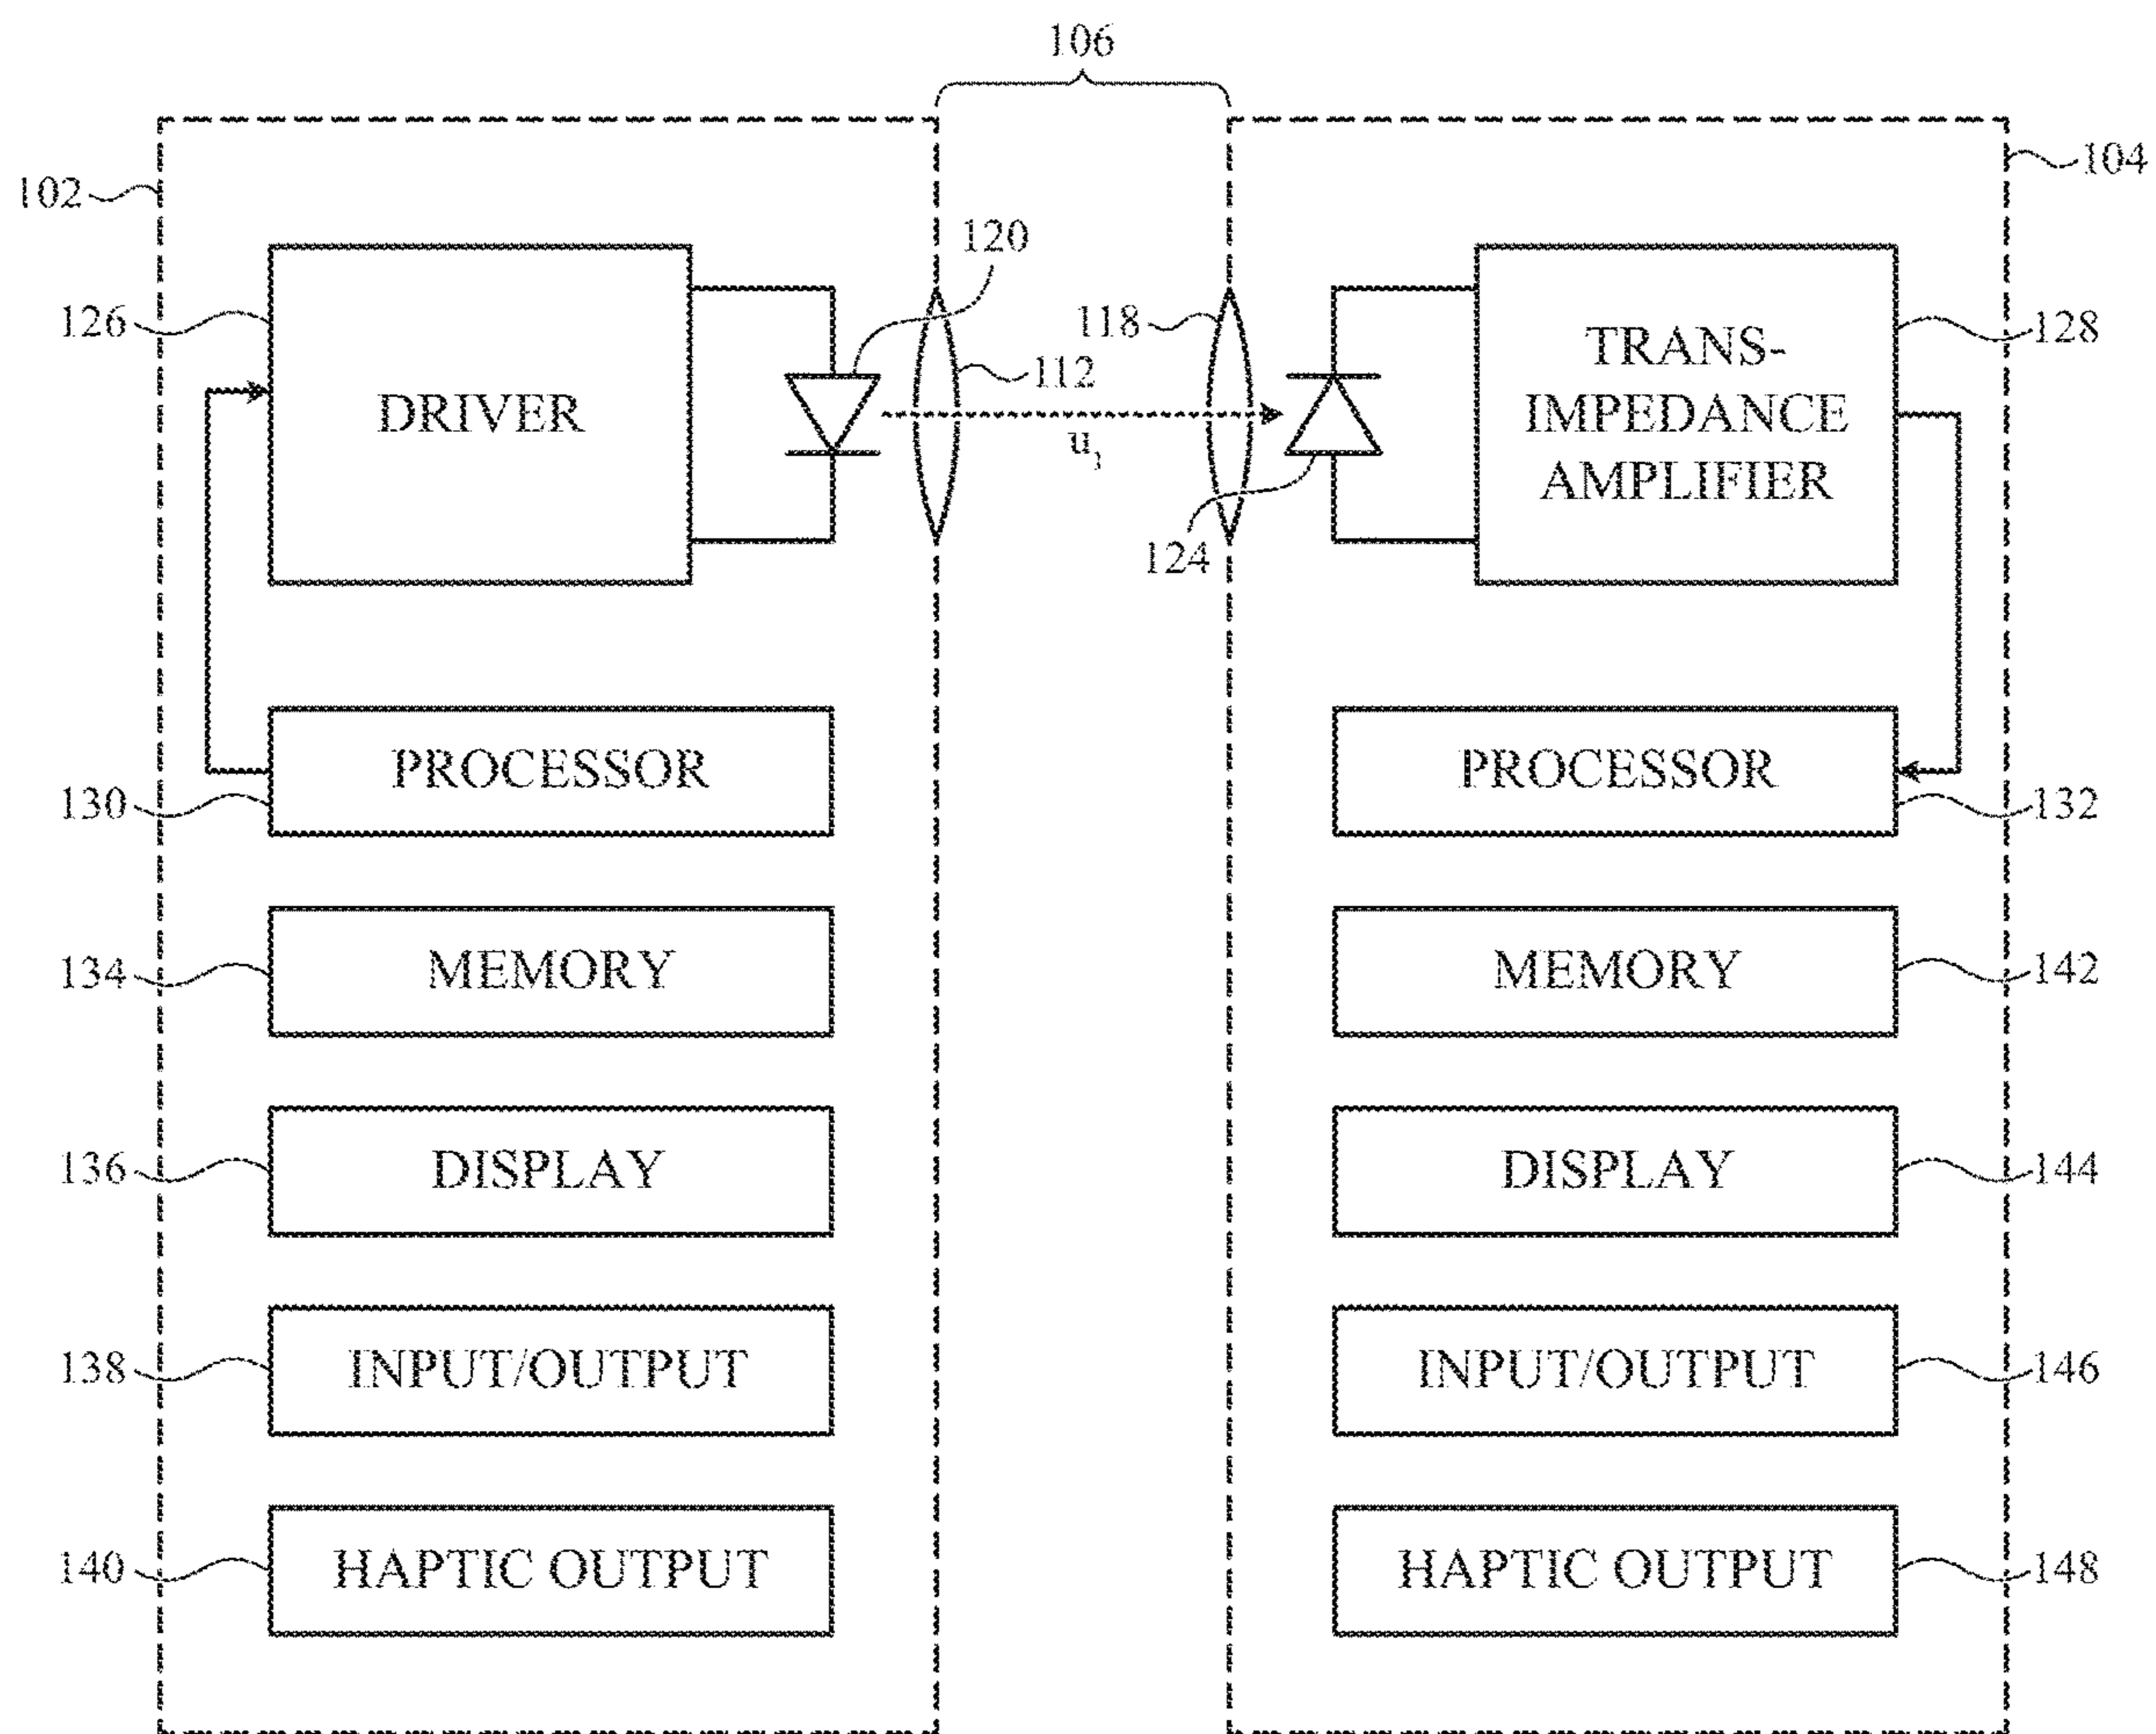 106
102
104
120
126
DRIVER
118
112
u₁
124
TRANS-
IMPEDANCE
AMPLIFIER
128
PROCESSOR
130
PROCESSOR
132
134
MEMORY
MEMORY
142
136
DISPLAY
DISPLAY
144
138
INPUT/OUTPUT
INPUT/OUTPUT
146
140
HAPTIC OUTPUT
HAPTIC OUTPUT
148